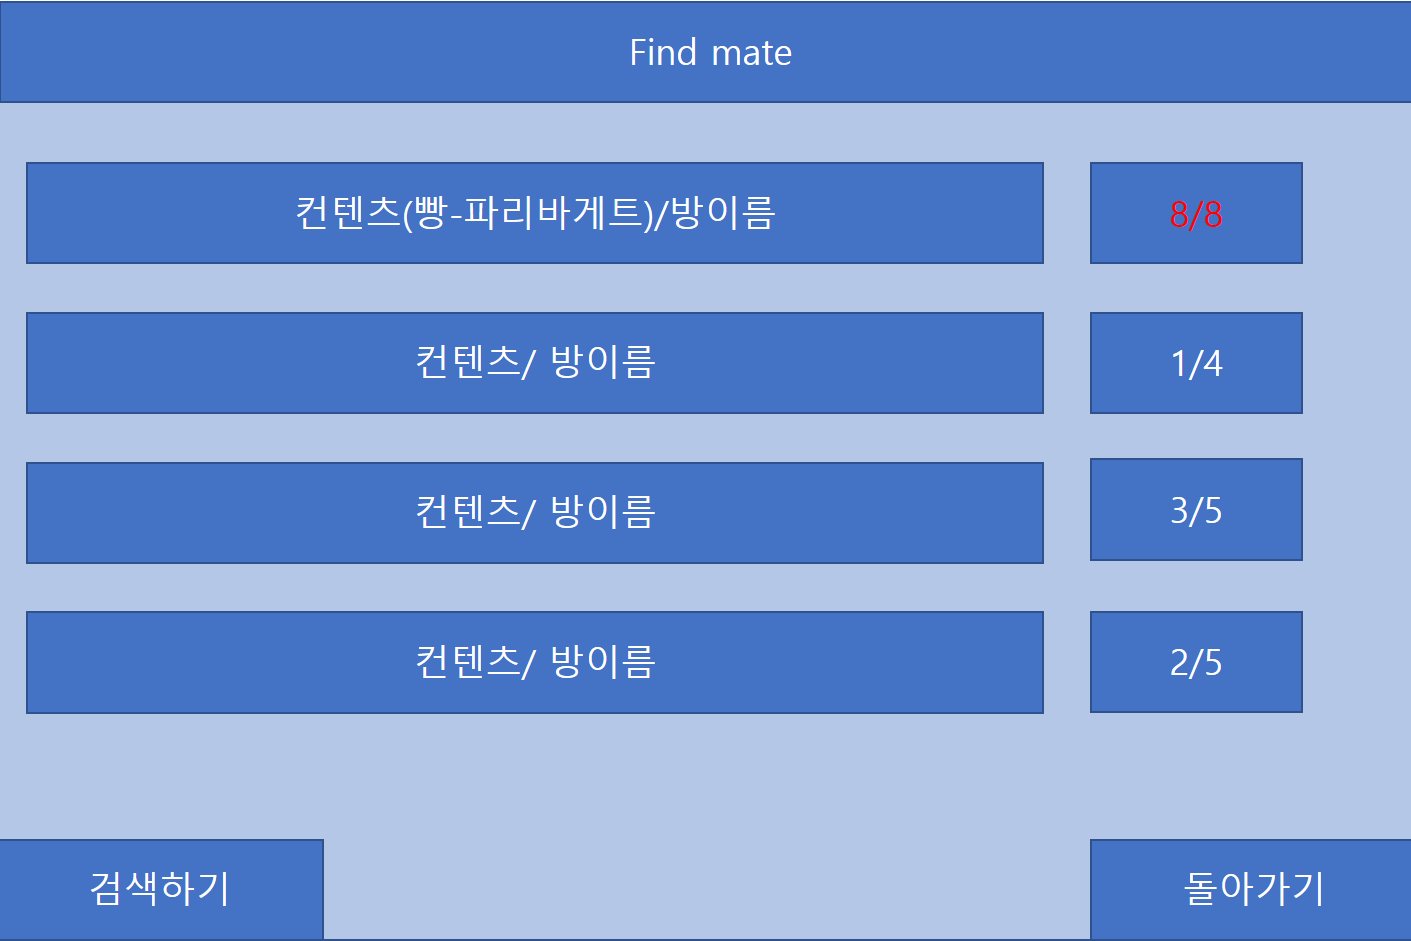 Find mate
컨텐츠(빵-파리바게트)/방이름
8/8
컨텐츠/ 방이름
1/4
컨텐츠/ 방이름
3/5
컨텐츠/ 방이름
2/5
검색하기
돌아가기